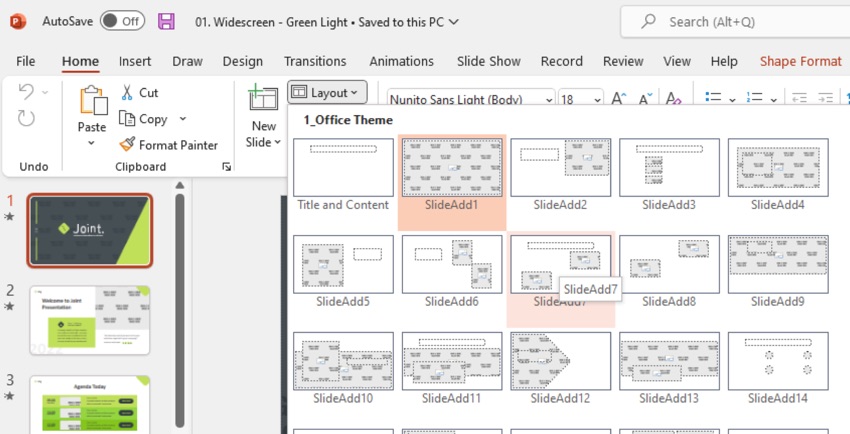 AutoSave Off 01. Widescreen - Green Light • Saved to this PC Search (Alt+Q)
File Home Insert Draw Design Transitions Animations Slide Show Record Review View Help Shape Format
Undo
Paste
Cut
Copy
Format Painter
Clipboard
New
Slide
Layout
Nunito Sans Light (Body) 18
1_Office Theme
Title and Content SlideAdd1 SlideAdd2 SlideAdd3 SlideAdd4
SlideAdd5 SlideAdd6 SlideAdd7 SlideAdd8 SlideAdd9
SlideAdd7
SlideAdd10 SlideAdd11 SlideAdd12 SlideAdd13 SlideAdd14
1
Joint.
2
Welcome to Joint
Presentation
2022
3
Agenda Today